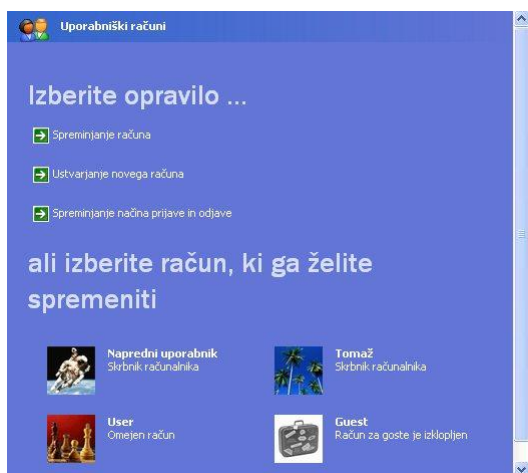 Uporabniški računi
Izberite opravilo ...
Spreminjanje računa
Ustvarjanje novega računa
Spreminjanje načina prijave in odjave
ali izberite račun, ki ga želite
spremeniti
Napredni uporabnik
Skrbnik računalnika
Tomaž
Skrbnik računalnika
User
Omejen račun
Guest
Račun za goste je izklopljen